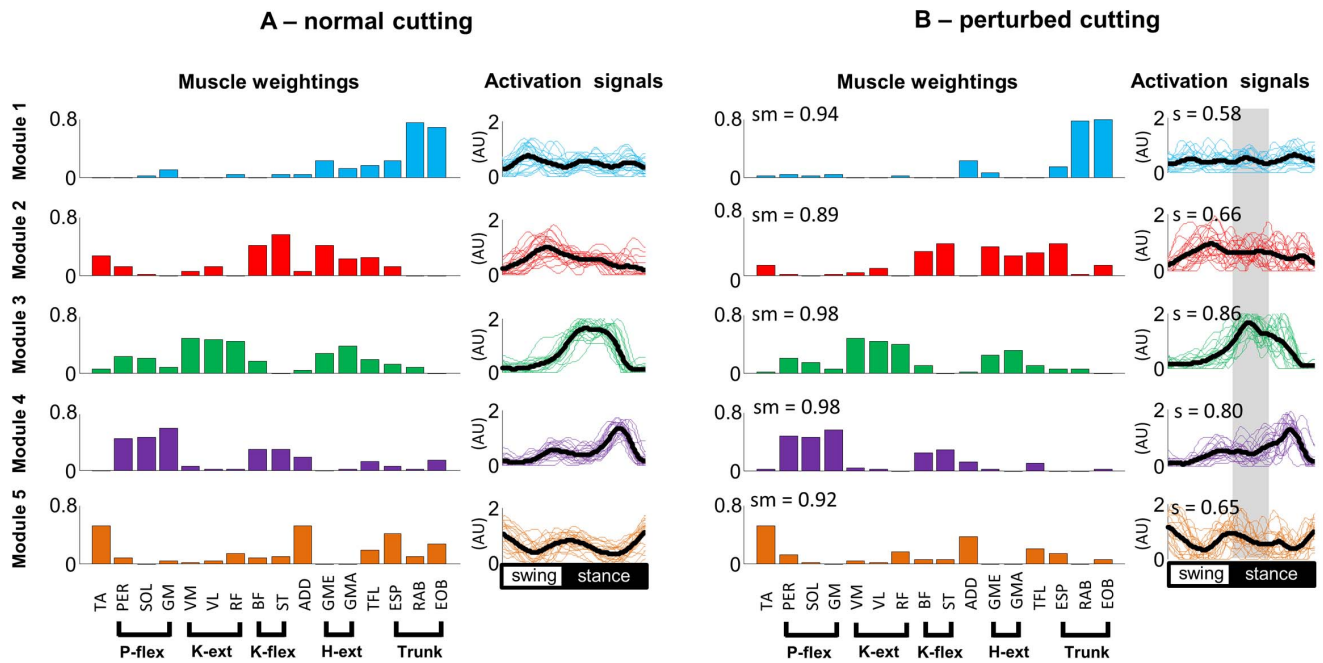 A – normal cutting
B – perturbed cutting
Muscle weightings
Activation signals
Muscle weightings
Activation signals
Module 1
0.8
0
2
(AU)
0
0.8
0
sm = 0.94
2
(AU)
0
s = 0.58
Module 2
0.8
0
2
(AU)
0
0.8
0
sm = 0.89
2
(AU)
0
s = 0.66
Module 3
0.8
0
2
(AU)
0
0.8
0
sm = 0.98
2
(AU)
0
s = 0.86
Module 4
0.8
0
2
(AU)
0
0.8
0
sm = 0.98
2
(AU)
0
s = 0.80
Module 5
0.8
0
2
(AU)
0
0.8
0
sm = 0.92
2
(AU)
0
s = 0.65
swing stance
swing stance
TA PER SOL GM VM VL RF BF ST ADD GME GMA TFL ESP RAB EOB
TA PER SOL GM VM VL RF BF ST ADD GME GMA TFL ESP RAB EOB
P-flex K-ext K-flex H-ext Trunk
P-flex K-ext K-flex H-ext Trunk